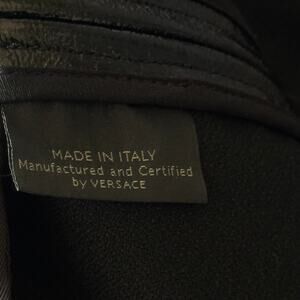 MADE IN ITALY
Manufactured and Certified
by VERSACE